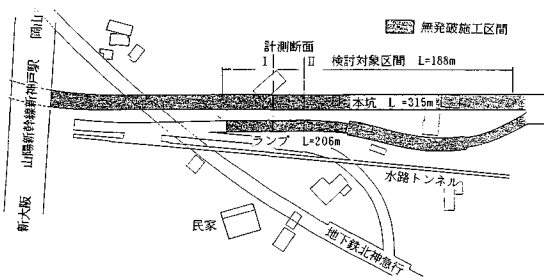 無発破施工区間
計測断面
I II 検討対象区間 L=188m
本坑 L=315m
ランプ L=206m
水路トンネル
民家
地下鉄北神急行
岡山
山陽新幹線新神戸駅
新大阪